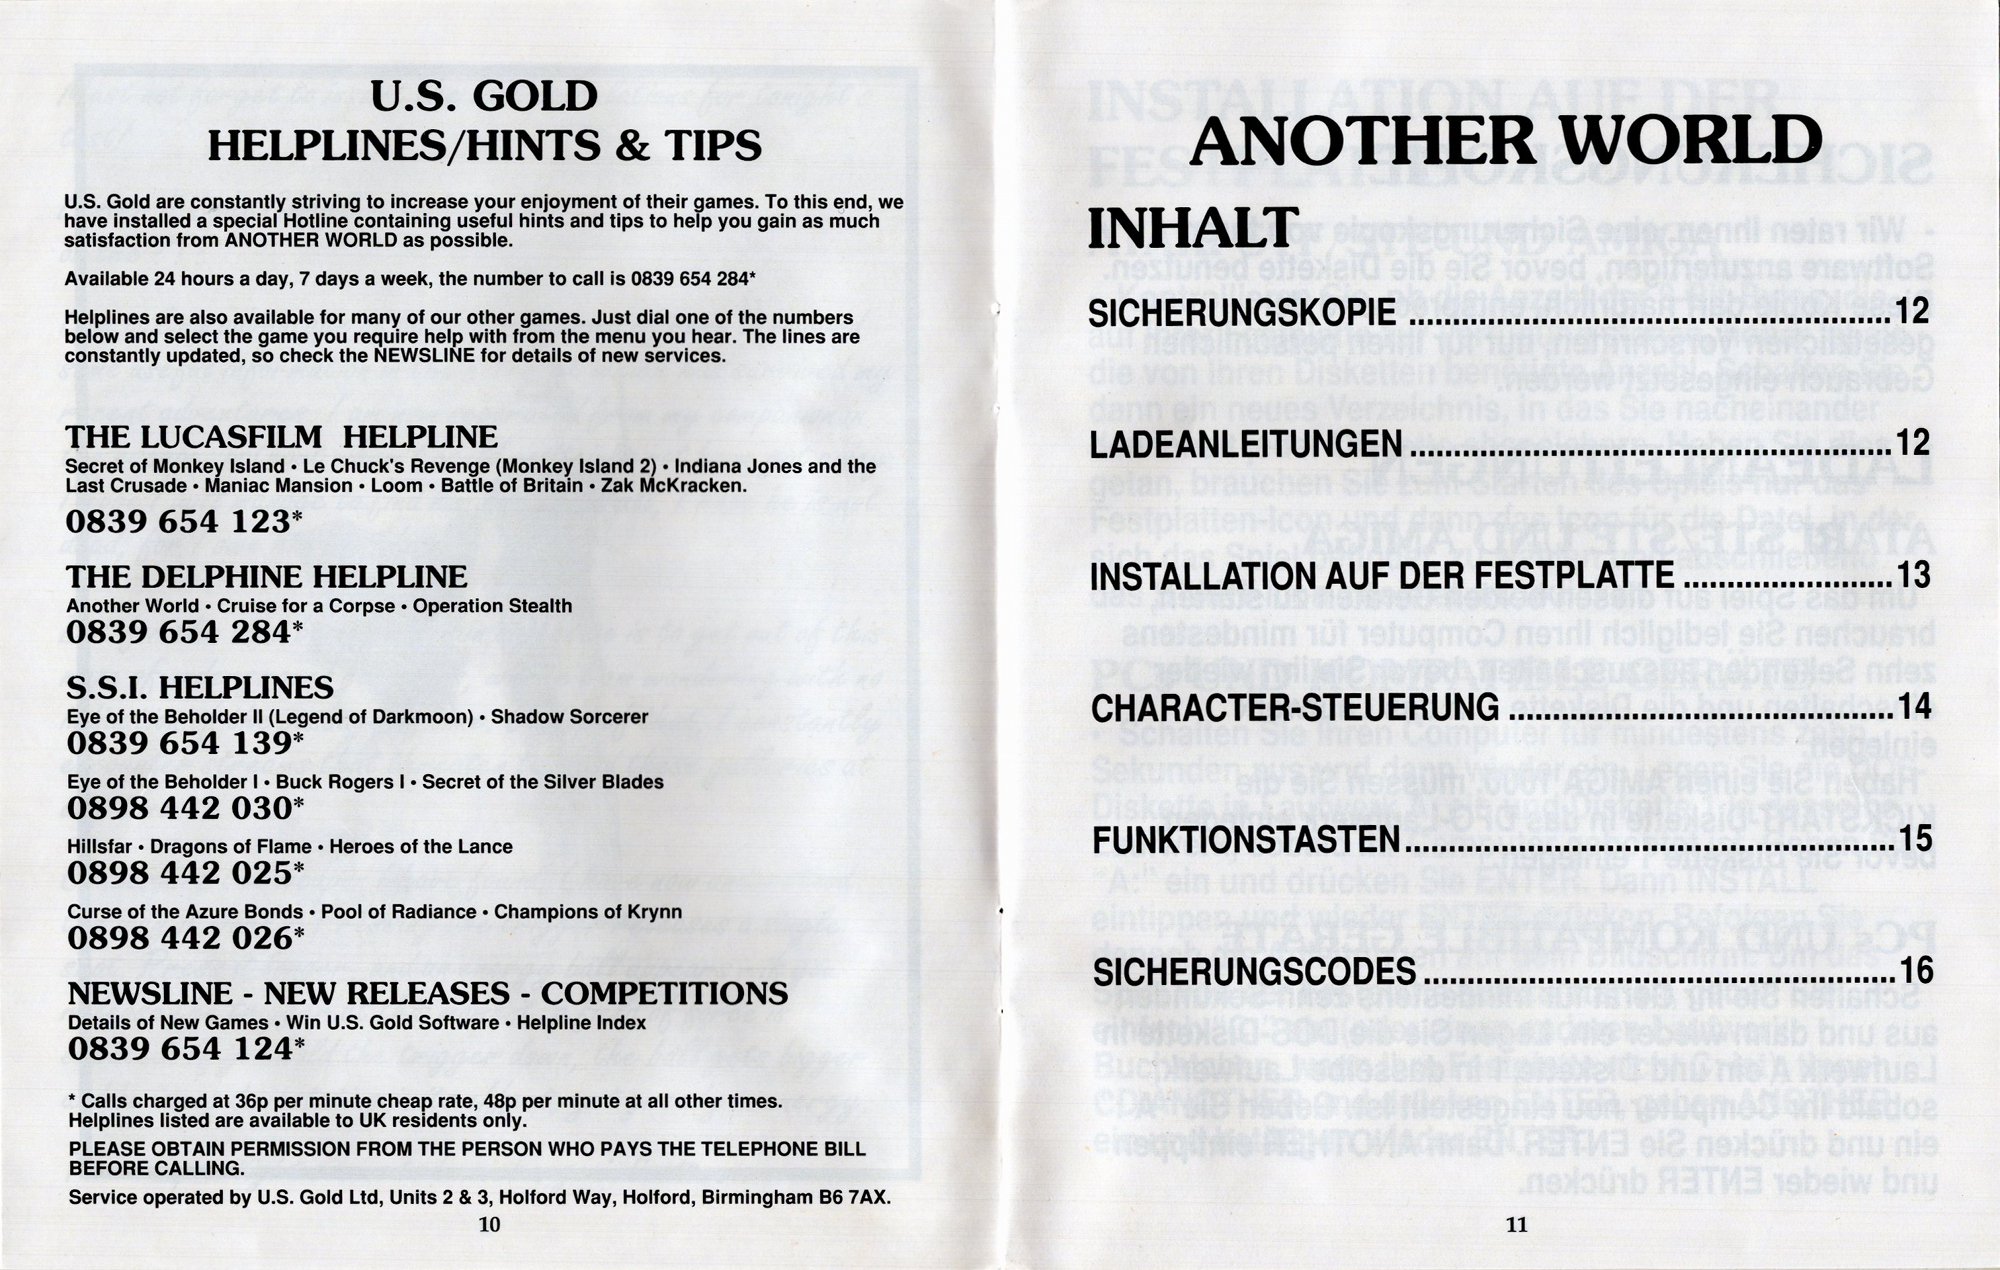 U.S. GOLD
HELPLINES/HINTS & TIPS
U.S. Gold are constantly striving to increase your enjoyment of their games. To this end, we
have installed a special Hotline containing useful hints and tips to help you gain as much
satisfaction from ANOTHER WORLD as possible.
Available 24 hours a day, 7 days a week, the number to call is 0839 654 284*
Helplines are also available for many of our other games. Just dial one of the numbers
below and select the game you require help with from the menu you hear. The lines are
constantly updated, so check the NEWSLINE for details of new services.
THE LUCASFILM HELPLINE
Secret of Monkey Island • Le Chuck's Revenge (Monkey Island 2) • Indiana Jones and the
Last Crusade • Maniac Mansion • Loom • Battle of Britain • Zak McKracken.
0839 654 123*
THE DELPHINE HELPLINE
Another World • Cruise for a Corpse • Operation Stealth
0839 654 284*
S.S.I. HELPLINES
Eye of the Beholder II (Legend of Darkmoon) • Shadow Sorcerer
0839 654 139*
Eye of the Beholder I • Buck Rogers I • Secret of the Silver Blades
0898 442 030*
Hillsfar • Dragons of Flame • Heroes of the Lance
0898 442 025*
Curse of the Azure Bonds • Pool of Radiance • Champions of Krynn
0898 442 026*
NEWSLINE - NEW RELEASES - COMPETITIONS
Details of New Games • Win U.S. Gold Software • Helpline Index
0839 654 124*
* Calls charged at 36p per minute cheap rate, 48p per minute at all other times.
Helplines listed are available to UK residents only.
PLEASE OBTAIN PERMISSION FROM THE PERSON WHO PAYS THE TELEPHONE BILL
BEFORE CALLING.
Service operated by U.S. Gold Ltd, Units 2 & 3, Holford Way, Holford, Birmingham B6 7AX.
10
ANOTHER WORLD
INHALT
SICHERUNGSKOPIE ........................................................ 12
LADEANLEITUNGEN ........................................................ 12
INSTALLATION AUF DER FESTPLATTE ........................ 13
CHARACTER-STEUERUNG ............................................. 14
FUNKTIONSTASTEN ......................................................... 15
SICHERUNGSCODES ....................................................... 16
11